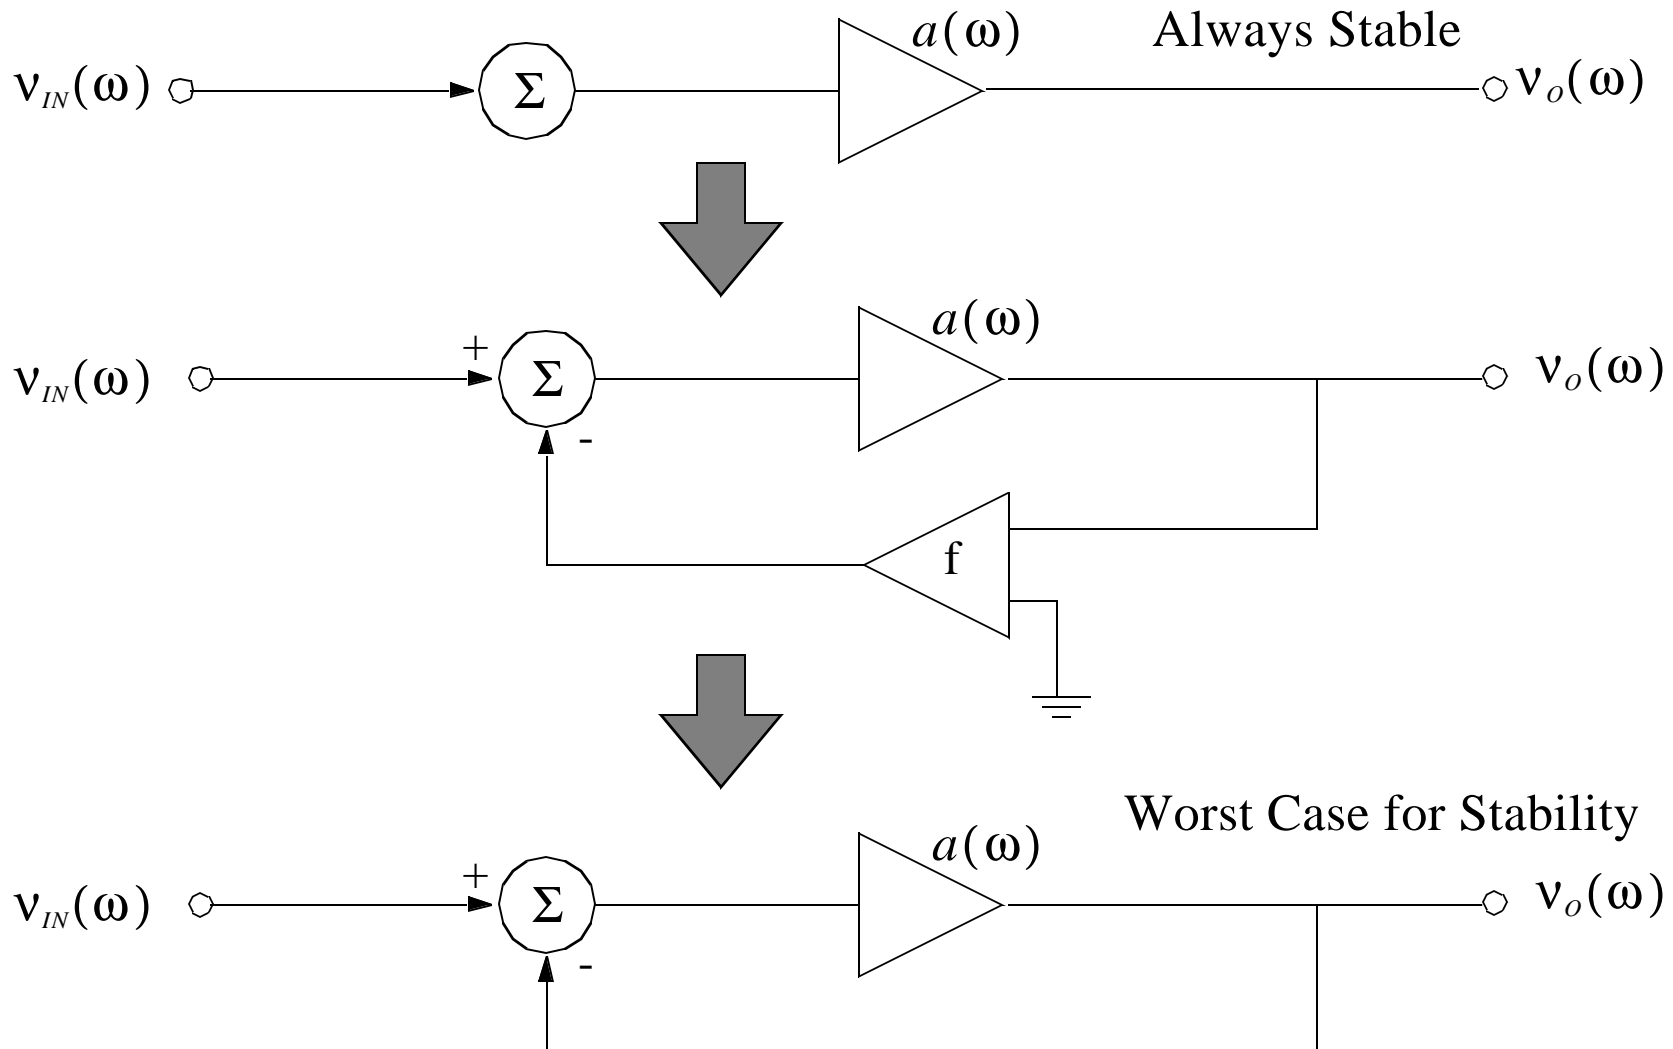 a(ω) Always Stable
ν_IN(ω) Σ ν_O(ω)
a(ω)
ν_IN(ω) + Σ ν_O(ω)
-
f
Worst Case for Stability
a(ω)
ν_IN(ω) + Σ ν_O(ω)
-